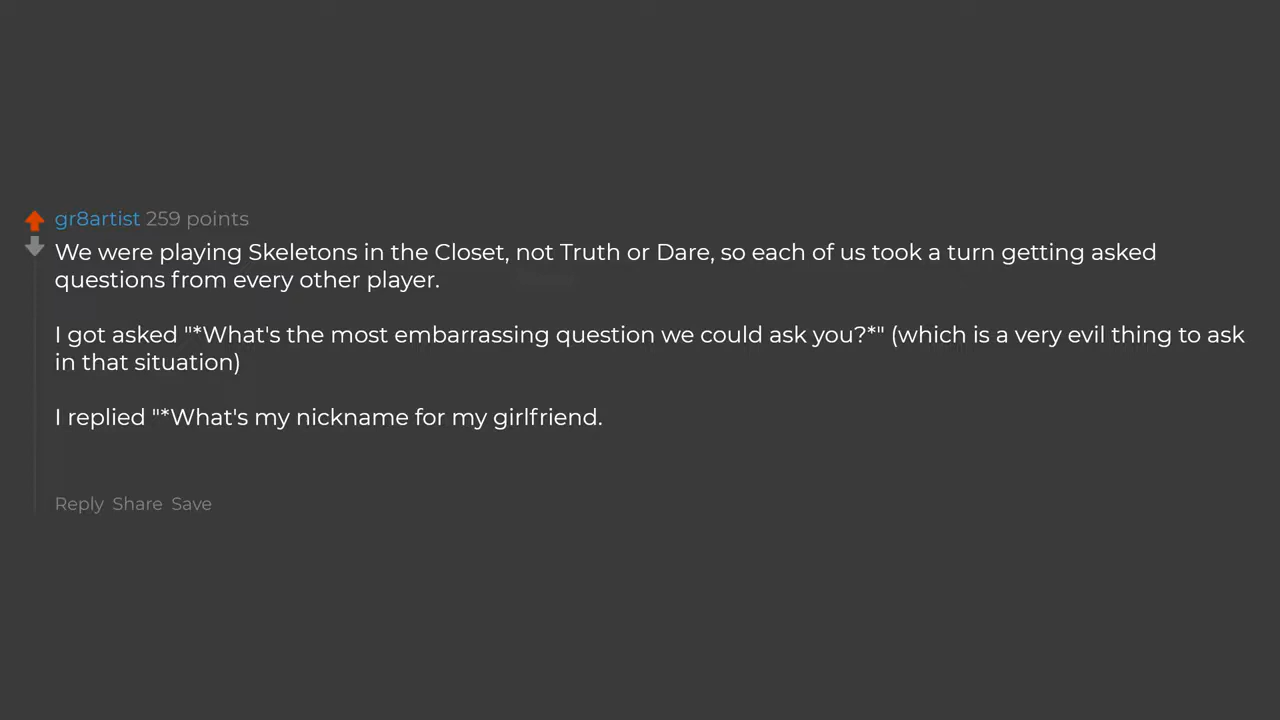 gr8artist 259 points
We were playing Skeletons in the Closet, not Truth or Dare, so each of us took a turn getting asked
questions from every other player.
I got asked "*What's the most embarrassing question we could ask you?*" (which is a very evil thing to ask
in that situation)
I replied "*What's my nickname for my girlfriend.
Reply Share Save